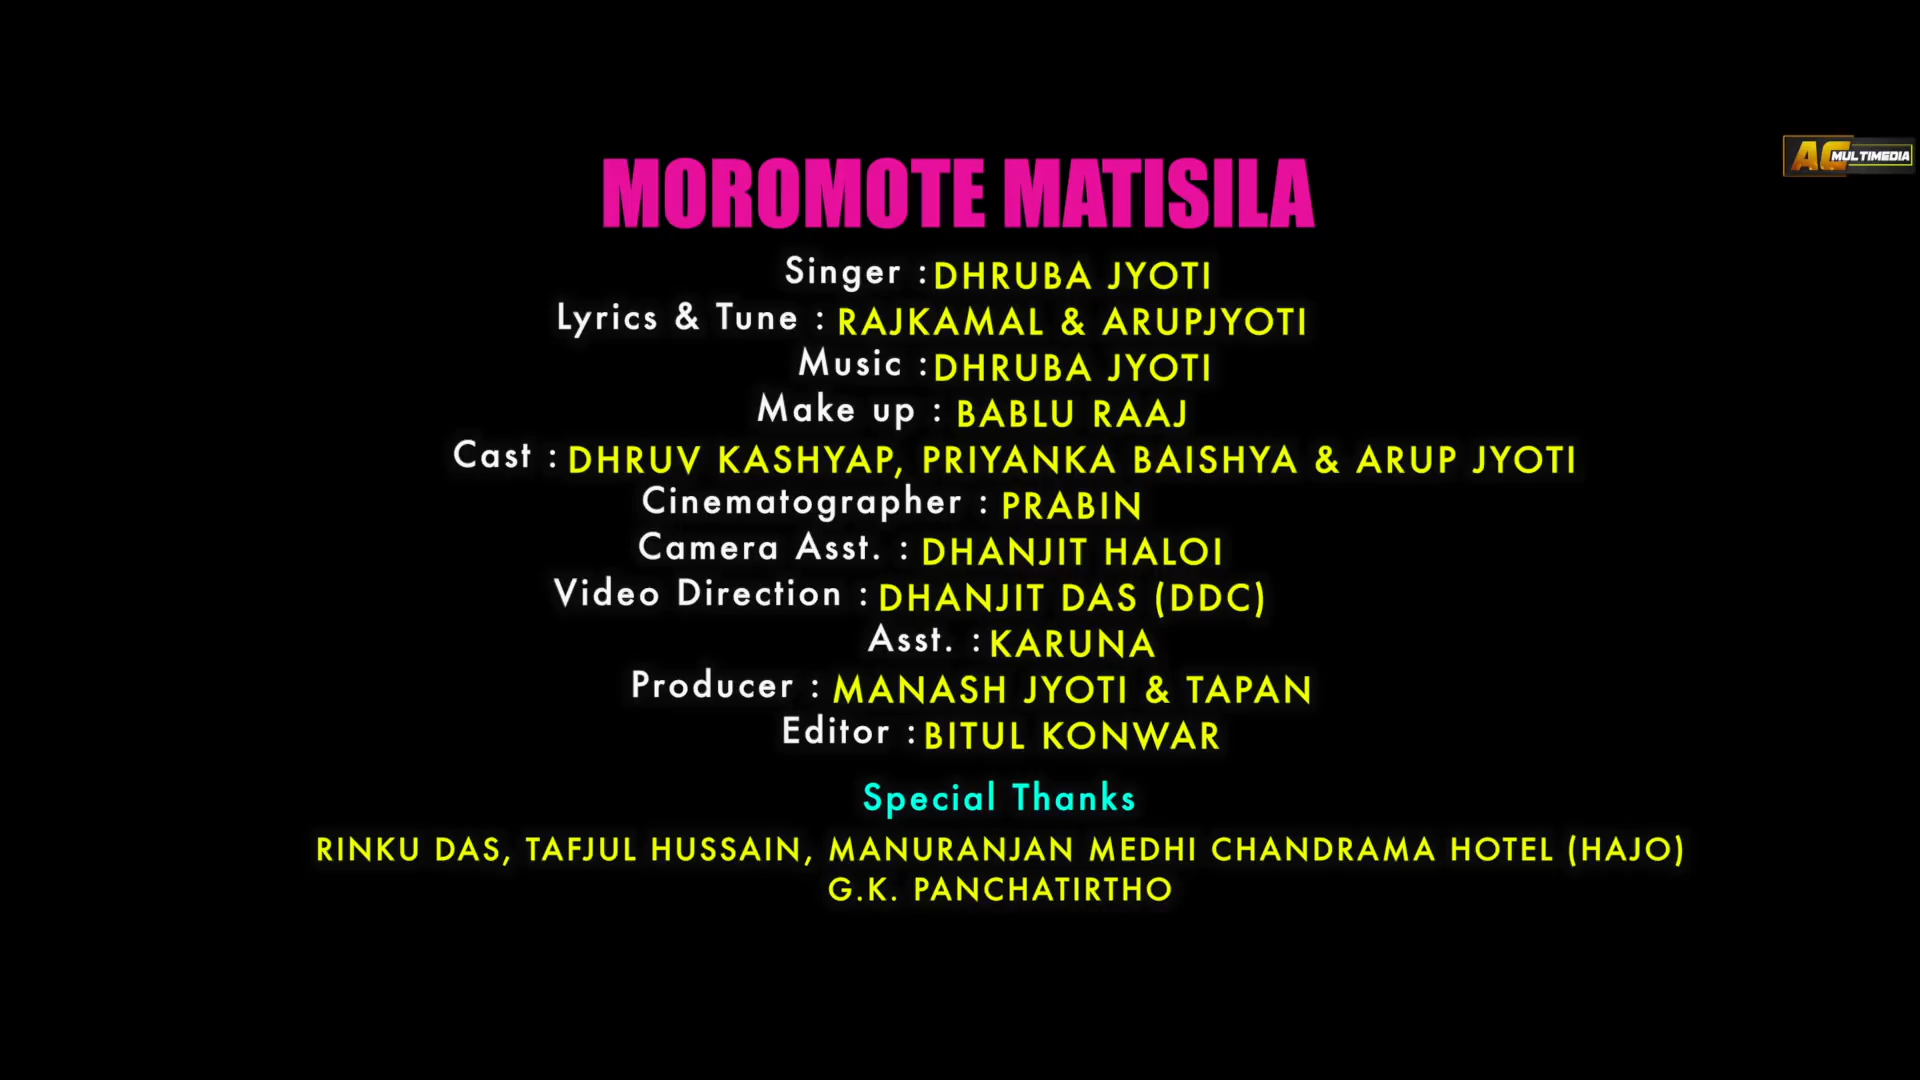 MOROMOTE MATISILA
AC MULTIMEDIA
Singer : DHRUBA JYOTI
Lyrics & Tune : RAJKAMAL & ARUPJYOTI
Music : DHRUBA JYOTI
Make up : BABLU RAAJ
Cast : DHRUV KASHYAP, PRIYANKA BAISHYA & ARUP JYOTI
Cinematographer : PRABIN
Camera Asst. : DHANJIT HALOI
Video Direction : DHANJIT DAS (DDC)
Asst. : KARUNA
Producer : MANASH JYOTI & TAPAN
Editor : BITUL KONWAR
Special Thanks
RINKU DAS, TAFJUL HUSSAIN, MANURANJAN MEDHI CHANDRAMA HOTEL (HAJO)
G.K. PANCHATIRTHO